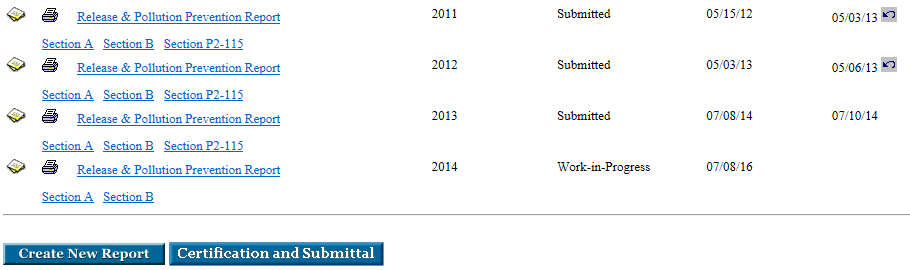 Release & Pollution Prevention Report 2011 Submitted 05/15/12 05/03/13
Section A Section B Section P2-115
Release & Pollution Prevention Report 2012 Submitted 05/03/13 05/06/13
Section A Section B Section P2-115
Release & Pollution Prevention Report 2013 Submitted 07/08/14 07/10/14
Section A Section B Section P2-115
Release & Pollution Prevention Report 2014 Work-in-Progress 07/08/16
Section A Section B
Create New Report Certification and Submittal